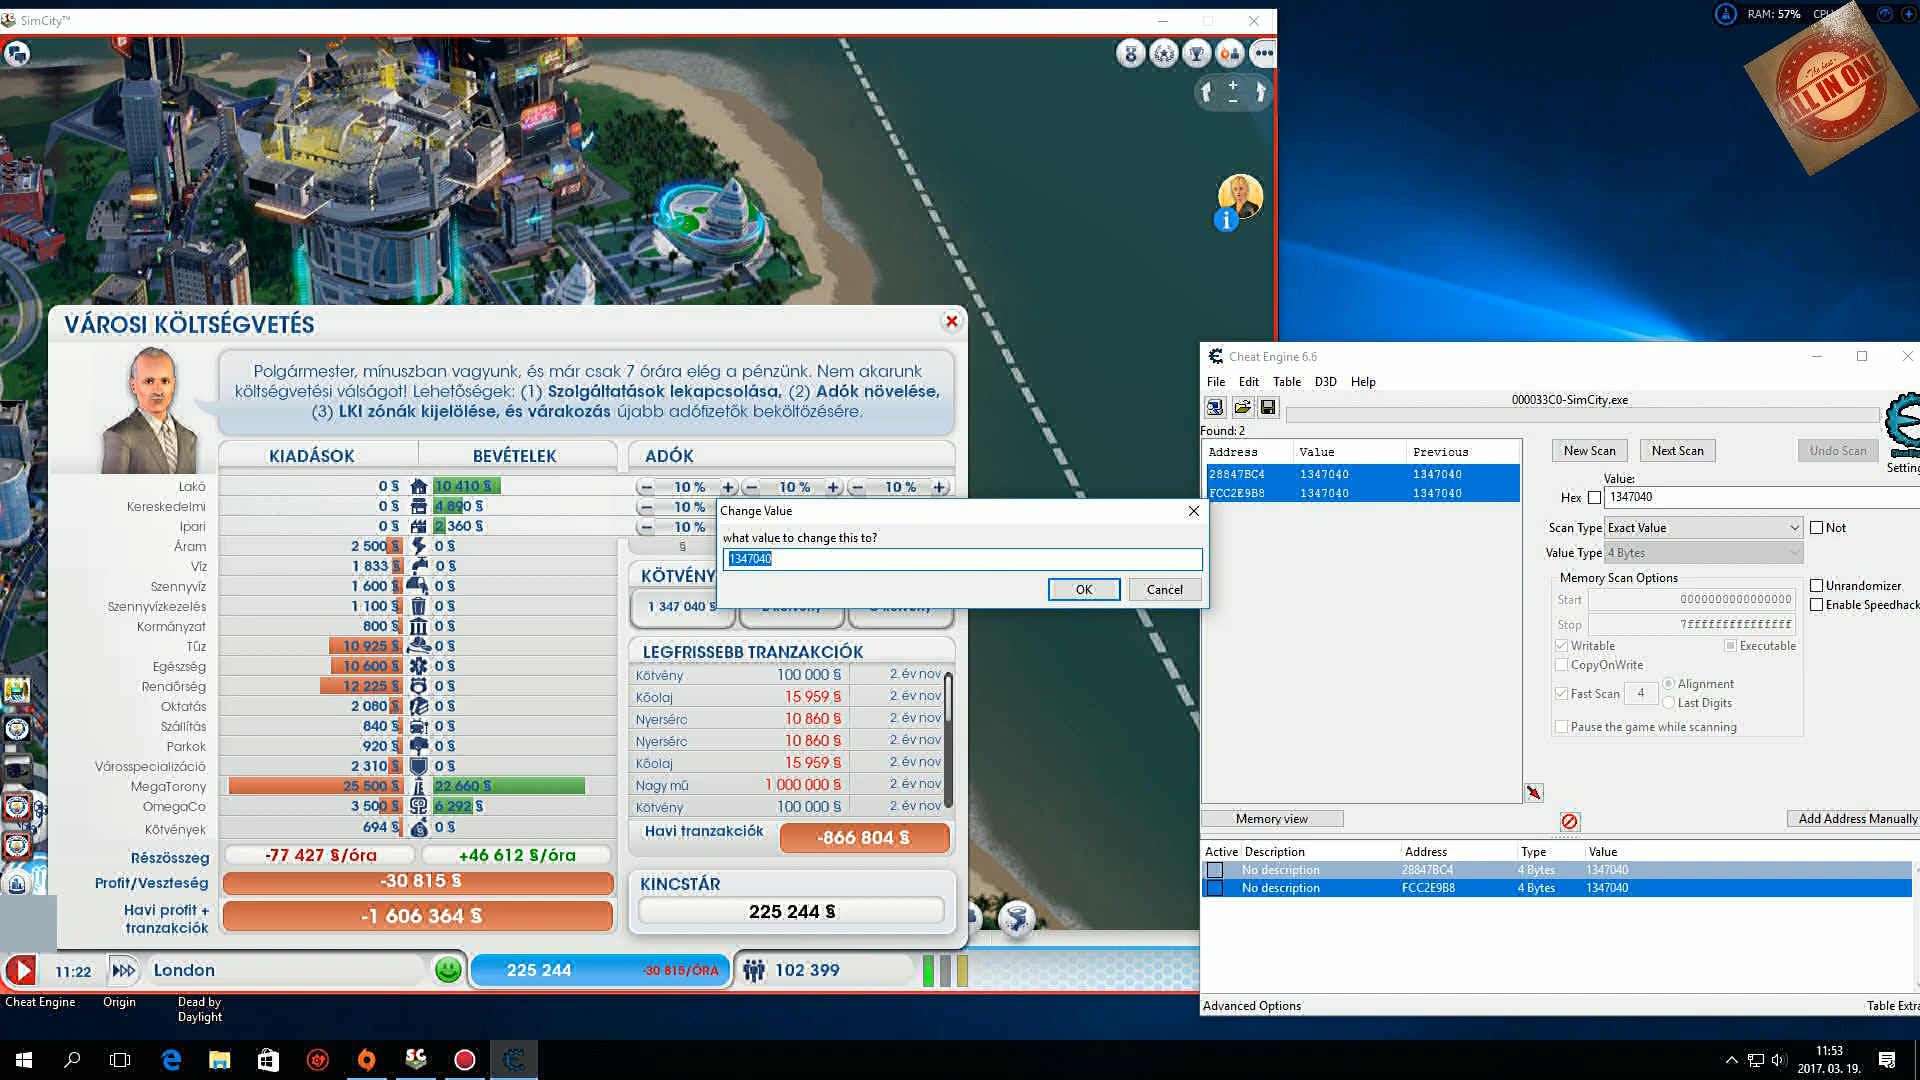 SimCity™
RAM: 57%
The best
ALL IN ONE
VÁROSI KÖLTSÉGVETÉS
Polgármester, mínuszban vagyunk, és már csak 7 órára elég a pénzünk. Nem akarunk
költségvetési válságot! Lehetőségek: (1) Szolgáltatások lekapcsolása, (2) Adók növelése,
(3) LKI zónák kijelölése, és várakozás újabb adófizetők beköltözésére.
KIADÁSOK BEVÉTELEK ADÓK
Lakó 0 § 10 410 § 10 % 10 % 10 %
Kereskedelmi 0 § 4 890 § 10 %
Ipari 0 § 2 360 § 10 %
Áram 2 500 § 0 §
Víz 1 833 § 0 §
Szennyvíz 1 600 § 0 §
Szennyvízkezelés 1 100 § 0 §
Kormányzat 800 § 0 §
Tűz 10 925 § 0 §
Egészség 10 600 § 0 §
Rendőrség 12 225 § 0 §
Oktatás 2 080 § 0 §
Szállítás 840 § 0 §
Parkok 920 § 0 §
Városspecializáció 2 310 § 0 §
MegaTorony 25 500 § 22 660 §
OmegaCo 3 500 § 6 292 §
Kötvények 694 § 0 §
Részösszeg -77 427 §/óra +46 612 §/óra
Profit/Veszteség -30 815 §
Havi profit +
tranzakciók -1 606 364 §
KÖTVÉNY
1 347 040 §
LEGFRISSEBB TRANZAKCIÓK
Kötvény 100 000 § 2. év nov
Kőolaj 15 959 § 2. év nov
Nyersérc 10 860 § 2. év nov
Nyersérc 10 860 § 2. év nov
Kőolaj 15 959 § 2. év nov
Nagy mű 1 000 000 § 2. év nov
Kötvény 100 000 § 2. év nov
Havi tranzakciók -866 804 §
KINCSTÁR
225 244 §
11:22 London 225 244 -30 815/ÓRA 102 399
Change Value
what value to change this to?
1347040
OK Cancel
Cheat Engine 6.6
File Edit Table D3D Help
000033C0-SimCity.exe
Found: 2
Address Value Previous
28847BC4 1347040 1347040
FCC2E9B8 1347040 1347040
New Scan Next Scan Undo Scan
Setting
Value:
Hex 1347040
Scan Type Exact Value Not
Value Type 4 Bytes
Memory Scan Options
Start 0000000000000000
Stop 7fffffffffffffff
Writable Executable
CopyOnWrite
Fast Scan 4 Alignment
Last Digits
Pause the game while scanning
Unrandomizer
Enable Speedhack
Memory view Add Address Manually
Active Description Address Type Value
No description 28847BC4 4 Bytes 1347040
No description FCC2E9B8 4 Bytes 1347040
Advanced Options Table Extra
Cheat Engine Origin Dead by
Daylight
11:53
2017. 03. 19.